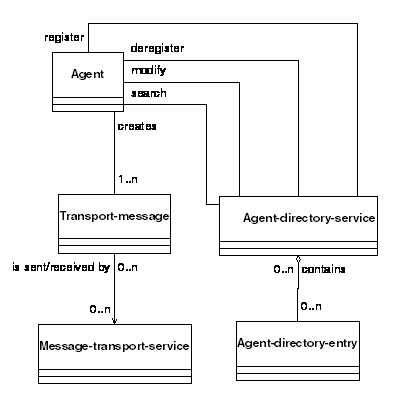 register
deregister
Agent
modify
search
creates
1..n
Transport-message
Agent-directory-service
is sent/received by
0..n
0..n
contains
0..n
0..n
Message-transport-service
Agent-directory-entry